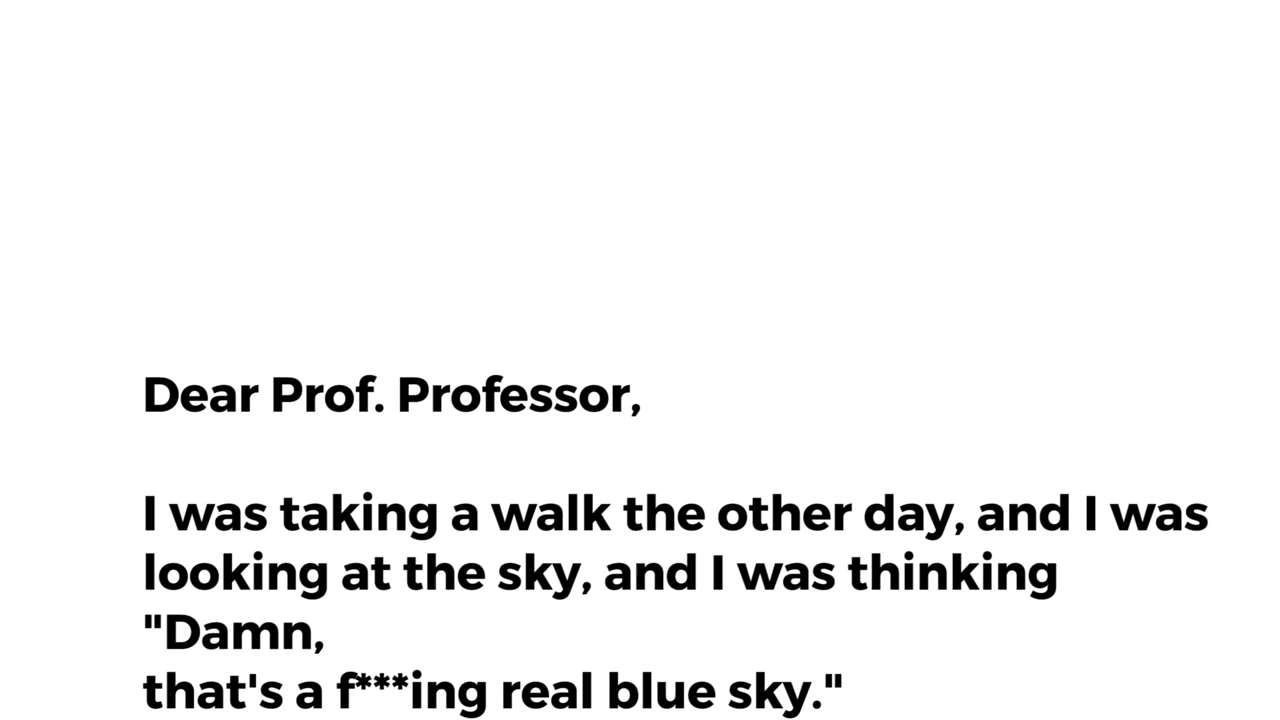 Dear Prof. Professor,
I was taking a walk the other day, and I was
looking at the sky, and I was thinking
"Damn,
that's a f***ing real blue sky."